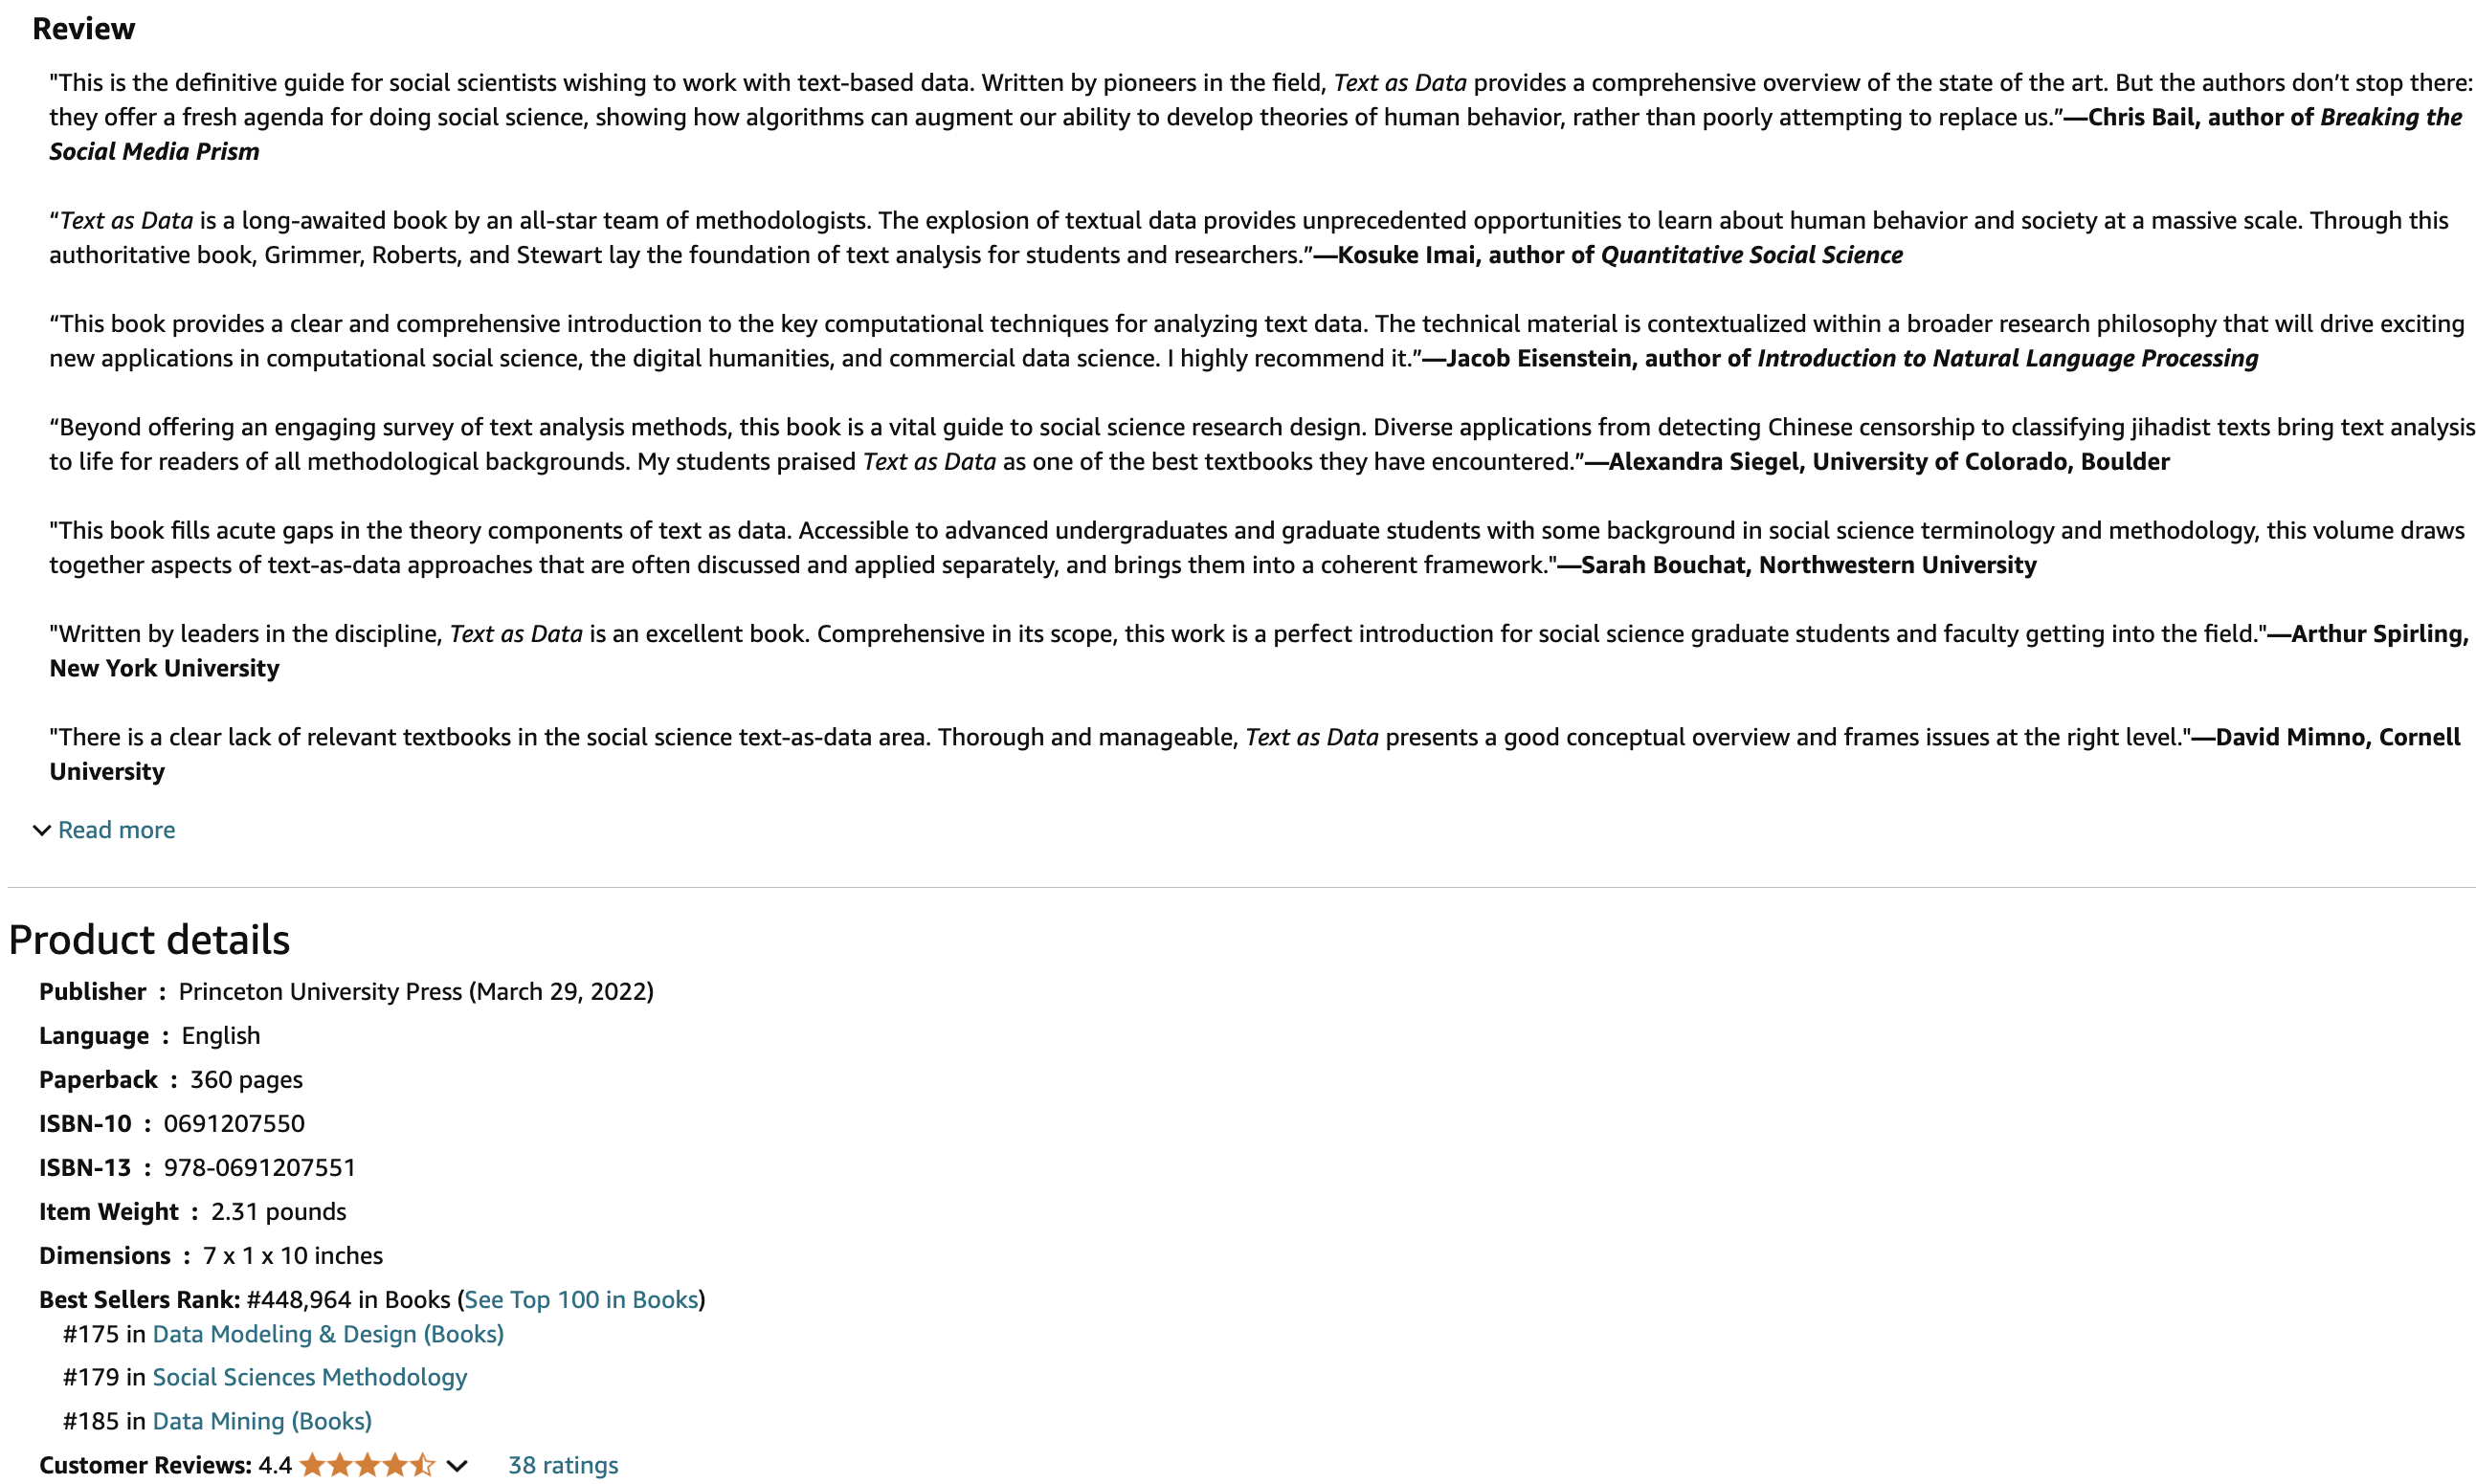 Review
"This is the definitive guide for social scientists wishing to work with text-based data. Written by pioneers in the field, Text as Data provides a comprehensive overview of the state of the art. But the authors don’t stop there:
they offer a fresh agenda for doing social science, showing how algorithms can augment our ability to develop theories of human behavior, rather than poorly attempting to replace us.”—Chris Bail, author of Breaking the
Social Media Prism
“Text as Data is a long-awaited book by an all-star team of methodologists. The explosion of textual data provides unprecedented opportunities to learn about human behavior and society at a massive scale. Through this
authoritative book, Grimmer, Roberts, and Stewart lay the foundation of text analysis for students and researchers.”—Kosuke Imai, author of Quantitative Social Science
“This book provides a clear and comprehensive introduction to the key computational techniques for analyzing text data. The technical material is contextualized within a broader research philosophy that will drive exciting
new applications in computational social science, the digital humanities, and commercial data science. I highly recommend it.”—Jacob Eisenstein, author of Introduction to Natural Language Processing
“Beyond offering an engaging survey of text analysis methods, this book is a vital guide to social science research design. Diverse applications from detecting Chinese censorship to classifying jihadist texts bring text analysis
to life for readers of all methodological backgrounds. My students praised Text as Data as one of the best textbooks they have encountered.”—Alexandra Siegel, University of Colorado, Boulder
"This book fills acute gaps in the theory components of text as data. Accessible to advanced undergraduates and graduate students with some background in social science terminology and methodology, this volume draws
together aspects of text-as-data approaches that are often discussed and applied separately, and brings them into a coherent framework."—Sarah Bouchat, Northwestern University
"Written by leaders in the discipline, Text as Data is an excellent book. Comprehensive in its scope, this work is a perfect introduction for social science graduate students and faculty getting into the field."—Arthur Spirling,
New York University
"There is a clear lack of relevant textbooks in the social science text-as-data area. Thorough and manageable, Text as Data presents a good conceptual overview and frames issues at the right level."—David Mimno, Cornell
University
Read more
Product details
Publisher : Princeton University Press (March 29, 2022)
Language : English
Paperback : 360 pages
ISBN-10 : 0691207550
ISBN-13 : 978-0691207551
Item Weight : 2.31 pounds
Dimensions : 7 x 1 x 10 inches
Best Sellers Rank: #448,964 in Books (See Top 100 in Books)
#175 in Data Modeling & Design (Books)
#179 in Social Sciences Methodology
#185 in Data Mining (Books)
Customer Reviews: 4.4 38 ratings